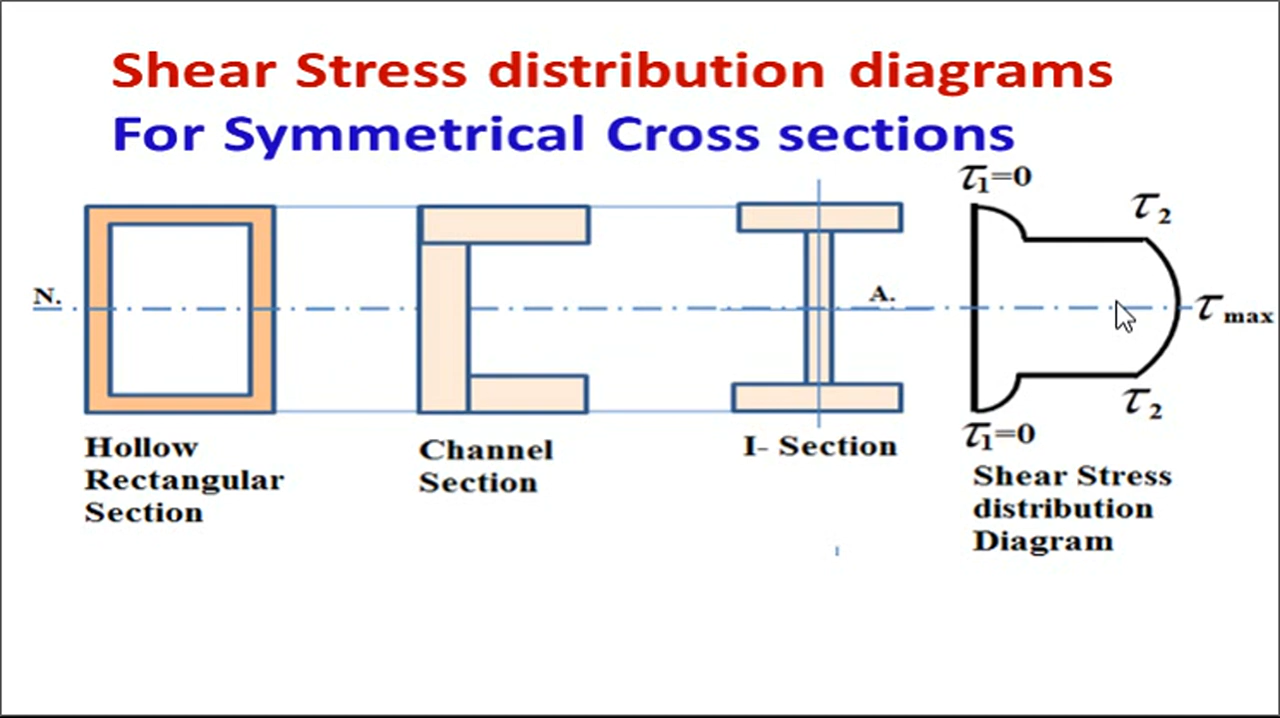 Shear Stress distribution diagrams
For Symmetrical Cross sections
τ1=0
τ2
N.
A.
τmax
τ2
τ1=0
Hollow
Rectangular
Section
Channel
Section
I- Section
Shear Stress
distribution
Diagram